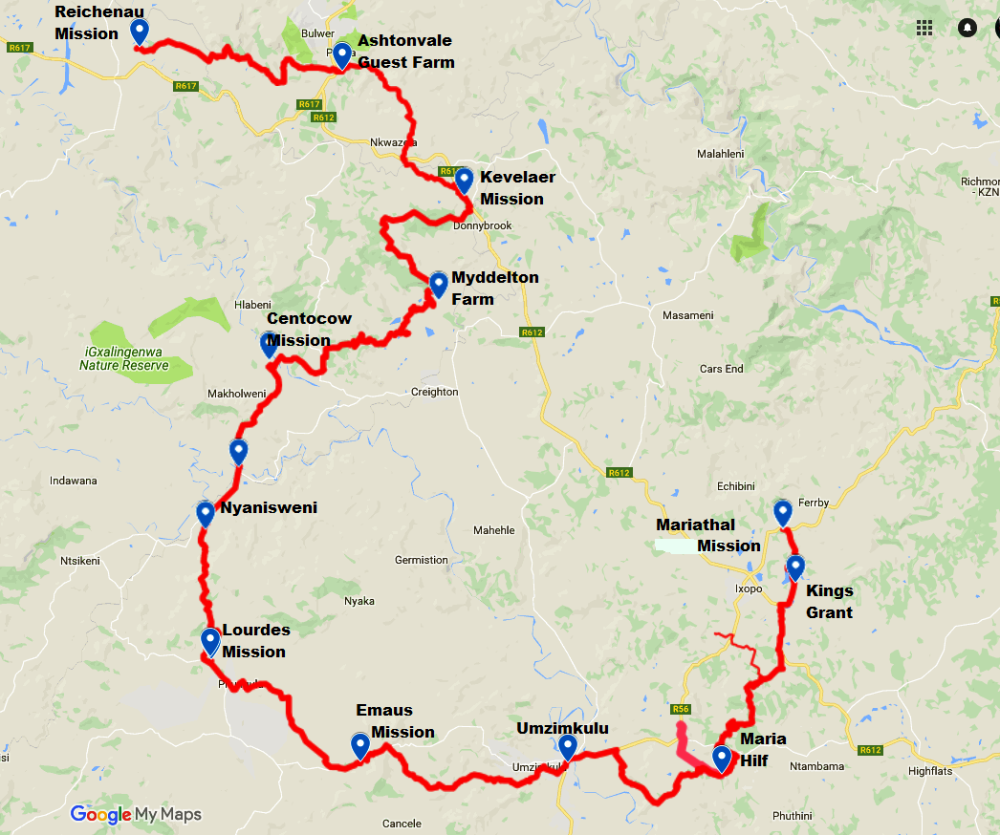 Reichenau
Mission
R617
Bulwer
Ashtonvale
Guest Farm
R617
R617
R612
Nkwazela
Malahleni
Kevelaer
Mission
Richmo
- KZN
Donnybrook
Myddelton
Farm
Hlabeni
Centocow
Mission
Masameni
R612
iGxalingenwa
Nature Reserve
Cars End
Makholweni
Creighton
R612
Indawana
Echibini
Ferrby
Nyanisweni
Mahehle
Mariathal
Mission
Ntsikeni
Germistion
Ixopo
Kings
Grant
Nyaka
Lourdes
Mission
Emaus
Mission
R56
Umzimkulu
Maria
Hilf
R612
Umzimkulu
Ntambama
Highflats
Google My Maps
Cancele
Phuthini